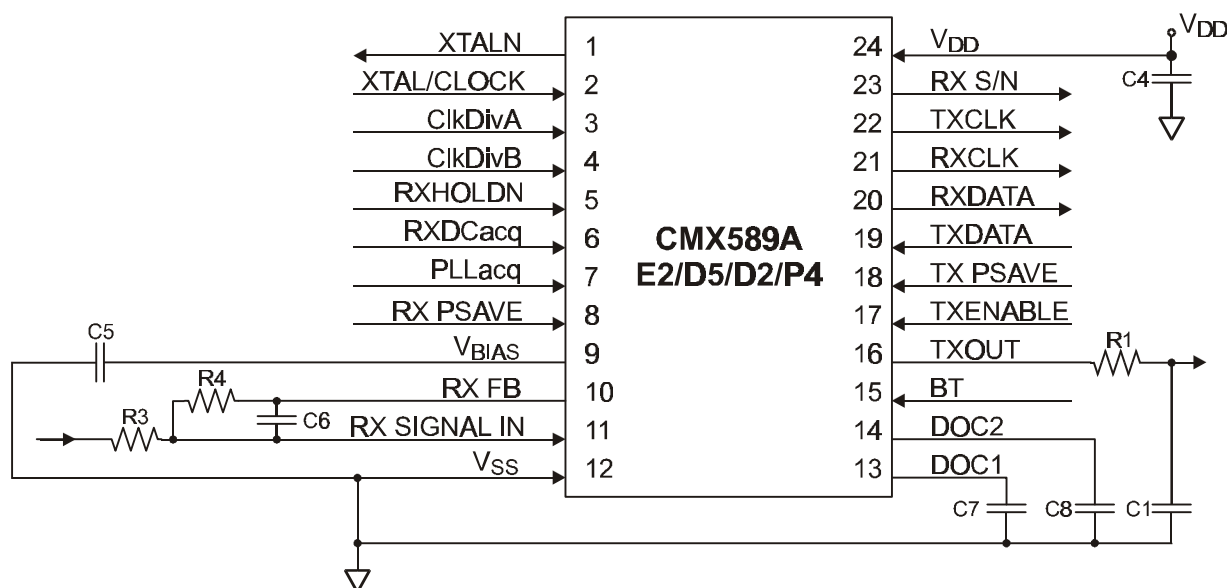 XTALN 1 24 VDD VDD
XTAL/CLOCK 2 23 RX S/N C4
ClkDivA 3 22 TXCLK
ClkDivB 4 21 RXCLK
RXHOLDN 5 20 RXDATA
RXDCacq 6 CMX589A 19 TXDATA
PLLacq 7 E2/D5/D2/P4 18 TX PSAVE
RX PSAVE 8 17 TXENABLE
C5 VBIAS 9 16 TXOUT R1
R4 RX FB 10 15 BT
R3 C6 RX SIGNAL IN 11 14 DOC2
VSS 12 13 DOC1
C7 C8 C1